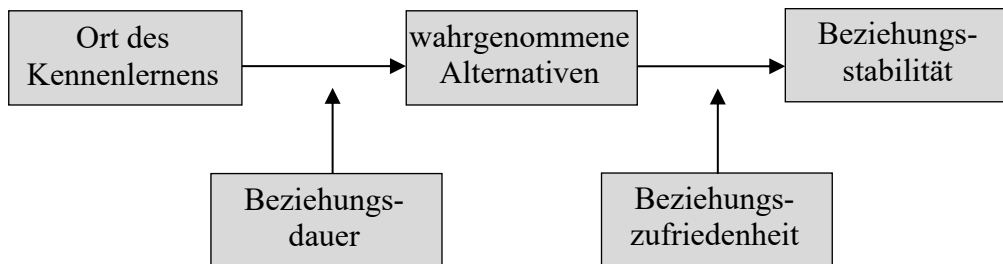 Ort des
Kennenlernens
wahrgenommene
Alternativen
Beziehungs-
stabilität
Beziehungs-
dauer
Beziehungs-
zufriedenheit